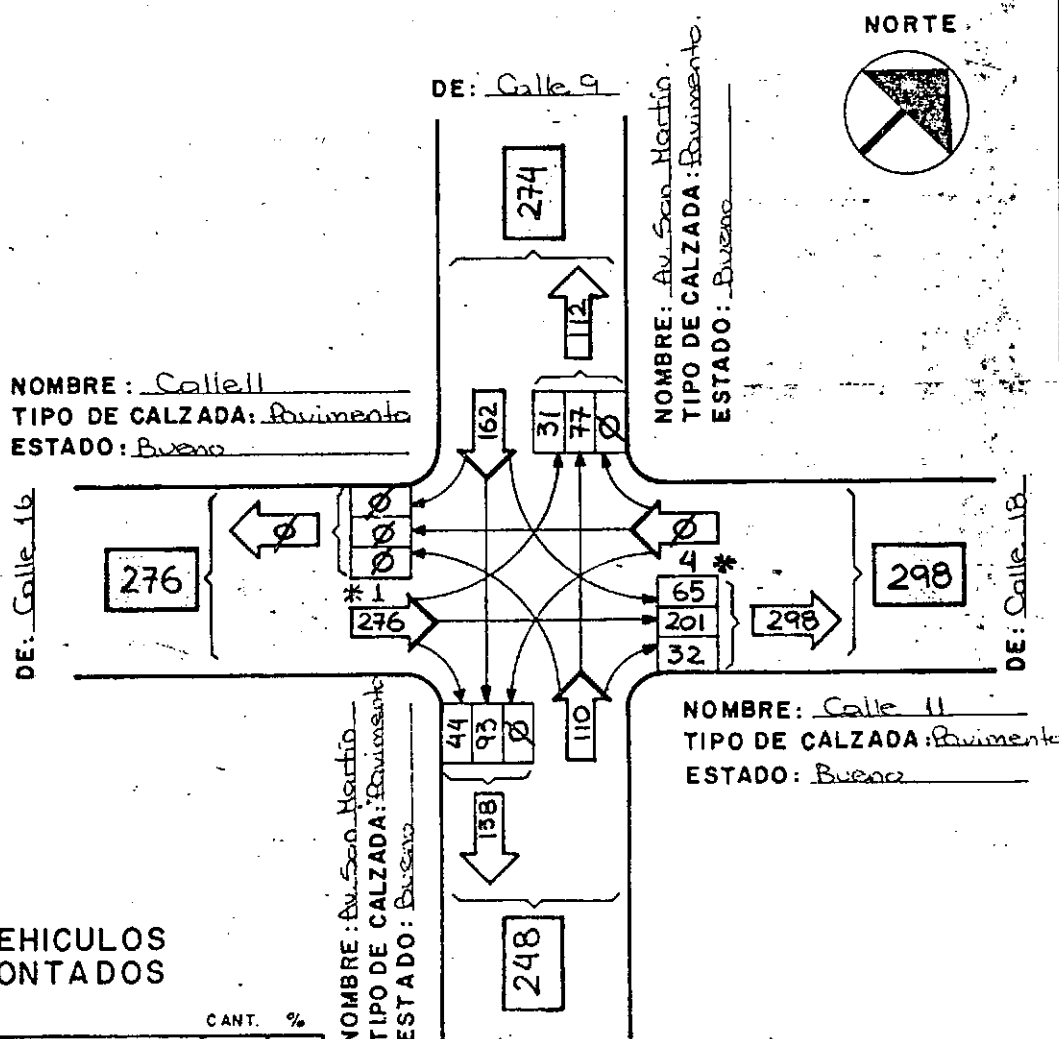 NORTE
DE: Calle 9
274
NOMBRE: Av. San Martín.
TIPO DE CALZADA: Pavimento.
ESTADO: Bueno
112
NOMBRE: Calle 11
TIPO DE CALZADA: Pavimento
ESTADO: Bueno
162
31
77
Ø
DE: Calle 16
276
Ø
Ø
Ø
Ø
* 1
276
Ø
4 *
65
201
32
298
298
DE: Calle 18
44
93
Ø
110
138
248
NOMBRE: Calle 11
TIPO DE CALZADA: Pavimento
ESTADO: Bueno
NOMBRE: Av. San Martín
TIPO DE CALZADA: Pavimento
ESTADO: Bueno
EHICULOS
ONTADOS
CANT. %